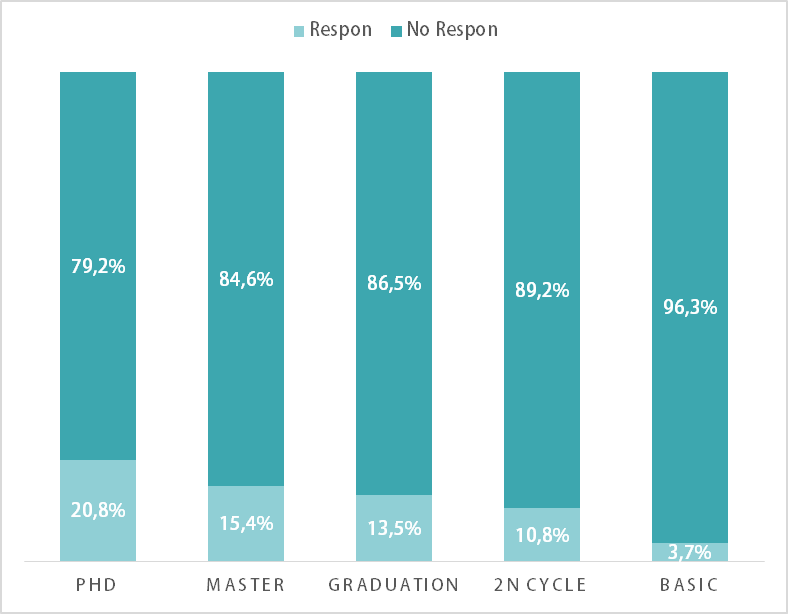 Respon No Respon
79,2% 84,6% 86,5% 89,2% 96,3%
20,8% 15,4% 13,5% 10,8% 3,7%
PHD MASTER GRADUATION 2N CYCLE BASIC